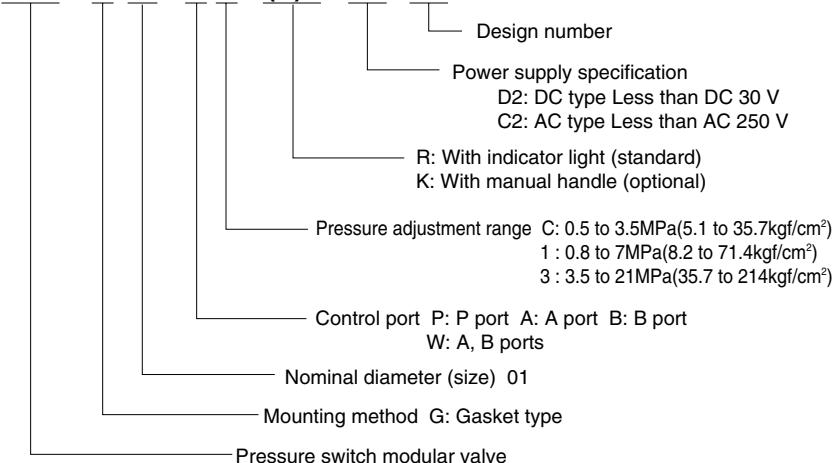 Design number
Power supply specification
D2: DC type Less than DC 30 V
C2: AC type Less than AC 250 V
R: With indicator light (standard)
K: With manual handle (optional)
Pressure adjustment range C: 0.5 to 3.5MPa(5.1 to 35.7kgf/cm²)
1 : 0.8 to 7MPa(8.2 to 71.4kgf/cm²)
3 : 3.5 to 21MPa(35.7 to 214kgf/cm²)
Control port P: P port A: A port B: B port
W: A, B ports
Nominal diameter (size) 01
Mounting method G: Gasket type
Pressure switch modular valve